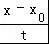 x - x₀
t